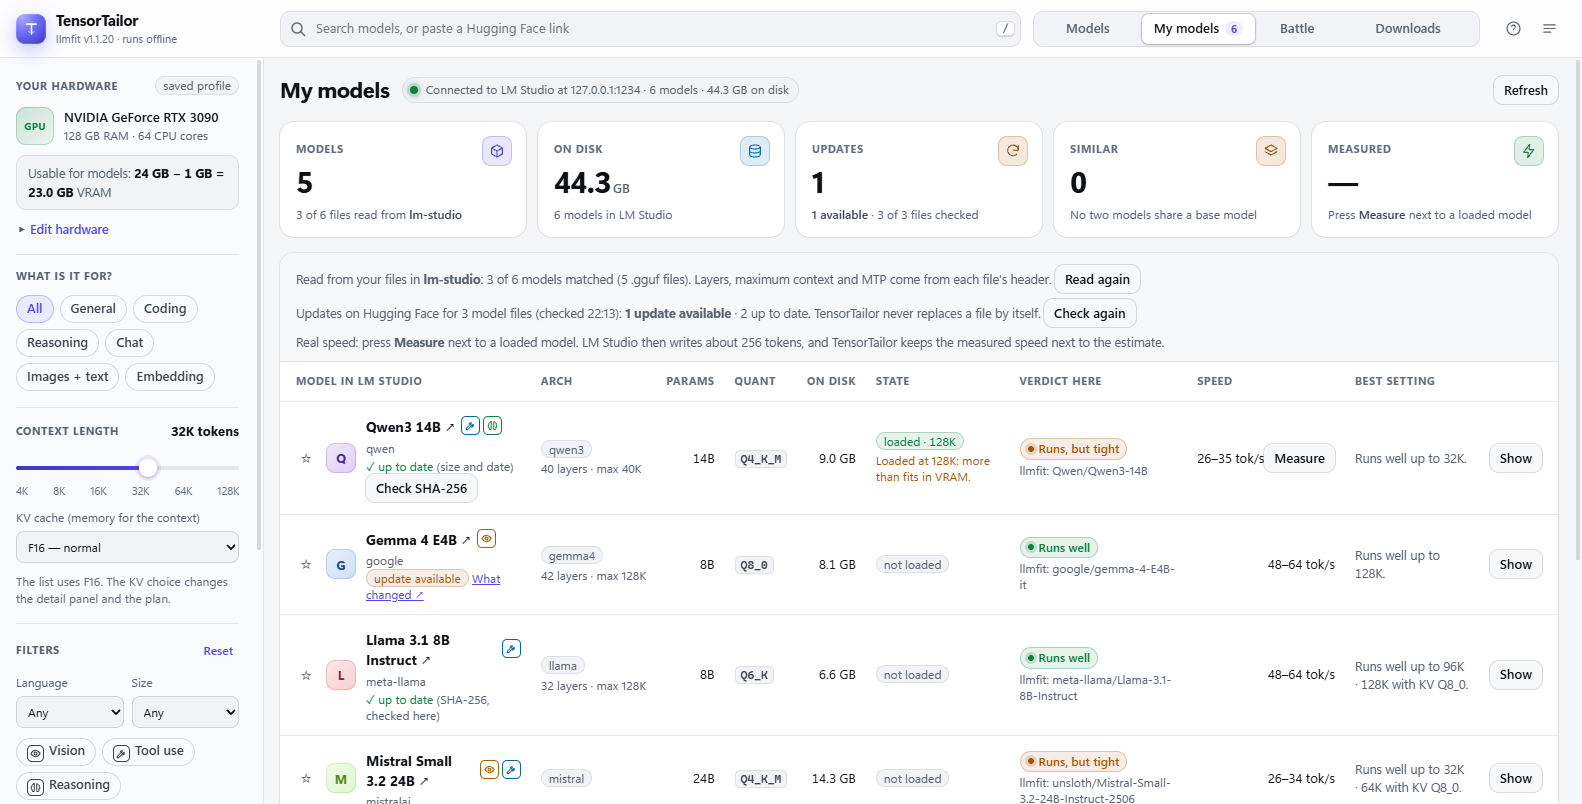 TensorTailor
llmfit v1.1.20 · runs offline
Search models, or paste a Hugging Face link
/
Models
My models 6
Battle
Downloads
YOUR HARDWARE
saved profile
GPU
NVIDIA GeForce RTX 3090
128 GB RAM · 64 CPU cores
Usable for models: 24 GB − 1 GB =
23.0 GB VRAM
▸ Edit hardware
WHAT IS IT FOR?
All
General
Coding
Reasoning
Chat
Images + text
Embedding
CONTEXT LENGTH
32K tokens
4K 8K 16K 32K 64K 128K
KV cache (memory for the context)
F16 — normal
The list uses F16. The KV choice changes
the detail panel and the plan.
FILTERS
Reset
Language
Size
Any
Any
Vision
Tool use
Reasoning
My models
Connected to LM Studio at 127.0.0.1:1234 · 6 models · 44.3 GB on disk
Refresh
MODELS
5
3 of 6 files read from lm-studio
ON DISK
44.3 GB
6 models in LM Studio
UPDATES
1
1 available · 3 of 3 files checked
SIMILAR
0
No two models share a base model
MEASURED
—
Press Measure next to a loaded model
Read from your files in lm-studio: 3 of 6 models matched (5 .gguf files). Layers, maximum context and MTP come from each file's header. Read again
Updates on Hugging Face for 3 model files (checked 22:13): 1 update available · 2 up to date. TensorTailor never replaces a file by itself. Check again
Real speed: press Measure next to a loaded model. LM Studio then writes about 256 tokens, and TensorTailor keeps the measured speed next to the estimate.
MODEL IN LM STUDIO ARCH PARAMS QUANT ON DISK STATE VERDICT HERE SPEED BEST SETTING
☆
Q
Qwen3 14B ↗
qwen
✓ up to date (size and date)
Check SHA-256
qwen3
40 layers · max 40K
14B
Q4_K_M
9.0 GB
loaded · 128K
Loaded at 128K: more
than fits in VRAM.
Runs, but tight
llmfit: Qwen/Qwen3-14B
26–35 tok/s
Measure
Runs well up to 32K.
Show
☆
G
Gemma 4 E4B ↗
google
update available What
changed ↗
gemma4
42 layers · max 128K
8B
Q8_0
8.1 GB
not loaded
Runs well
llmfit: google/gemma-4-E4B-
it
48–64 tok/s
Runs well up to
128K.
Show
☆
L
Llama 3.1 8B
Instruct ↗
meta-llama
✓ up to date (SHA-256,
checked here)
llama
32 layers · max 128K
8B
Q6_K
6.6 GB
not loaded
Runs well
llmfit: meta-llama/Llama-3.1-
8B-Instruct
48–64 tok/s
Runs well up to 96K
· 128K with KV Q8_0.
Show
☆
M
Mistral Small
3.2 24B ↗
mistralai
mistral
24B
Q4_K_M
14.3 GB
not loaded
Runs, but tight
llmfit: unsloth/Mistral-Small-
3.2-24B-Instruct-2506
26–34 tok/s
Runs well up to 32K
· 64K with KV Q8_0.
Show